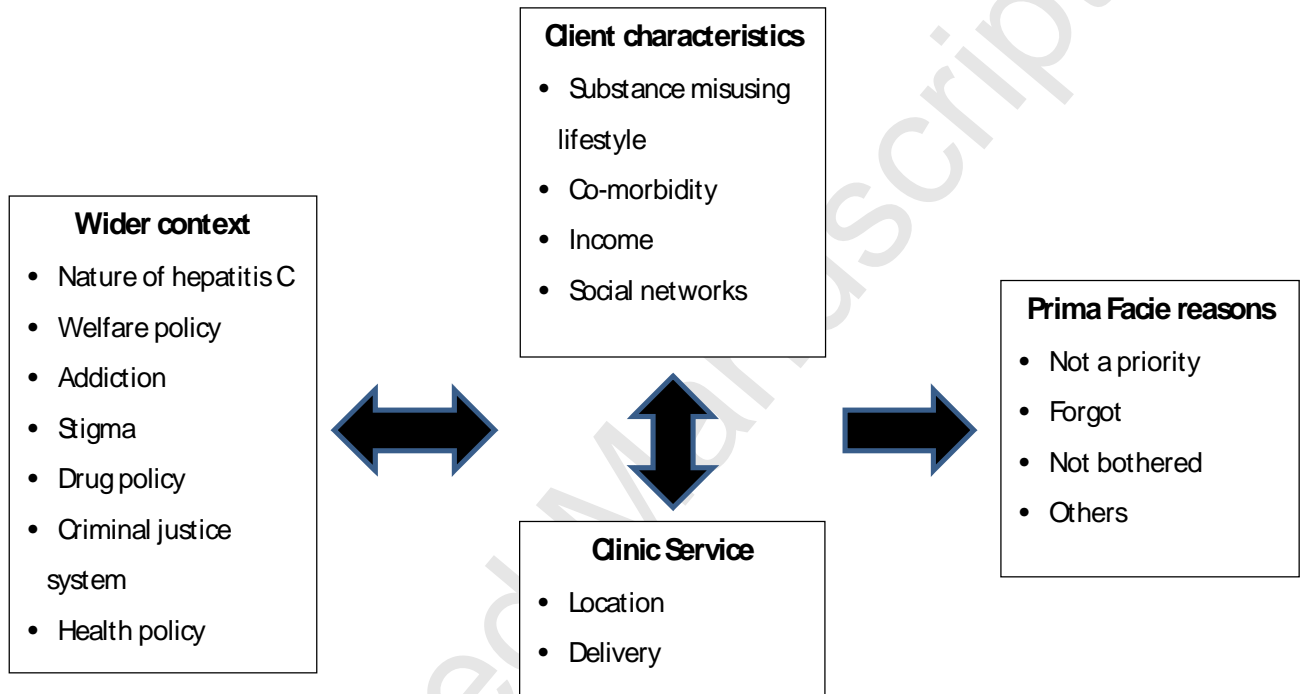 Client characteristics
• Substance misusing
lifestyle
• Co-morbidity
• Income
• Social networks
Wider context
• Nature of hepatitis C
• Welfare policy
• Addiction
• Stigma
• Drug policy
• Criminal justice
system
• Health policy
Prima Facie reasons
• Not a priority
• Forgot
• Not bothered
• Others
Clinic Service
• Location
• Delivery